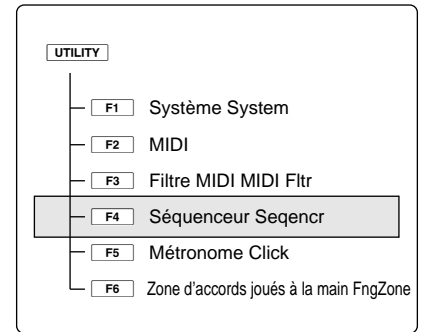 UTILITY
F1 Système System
F2 MIDI
F3 Filtre MIDI MIDI Fltr
F4 Séquenceur Seqencr
F5 Métronome Click
F6 Zone d'accords joués à la main FngZone